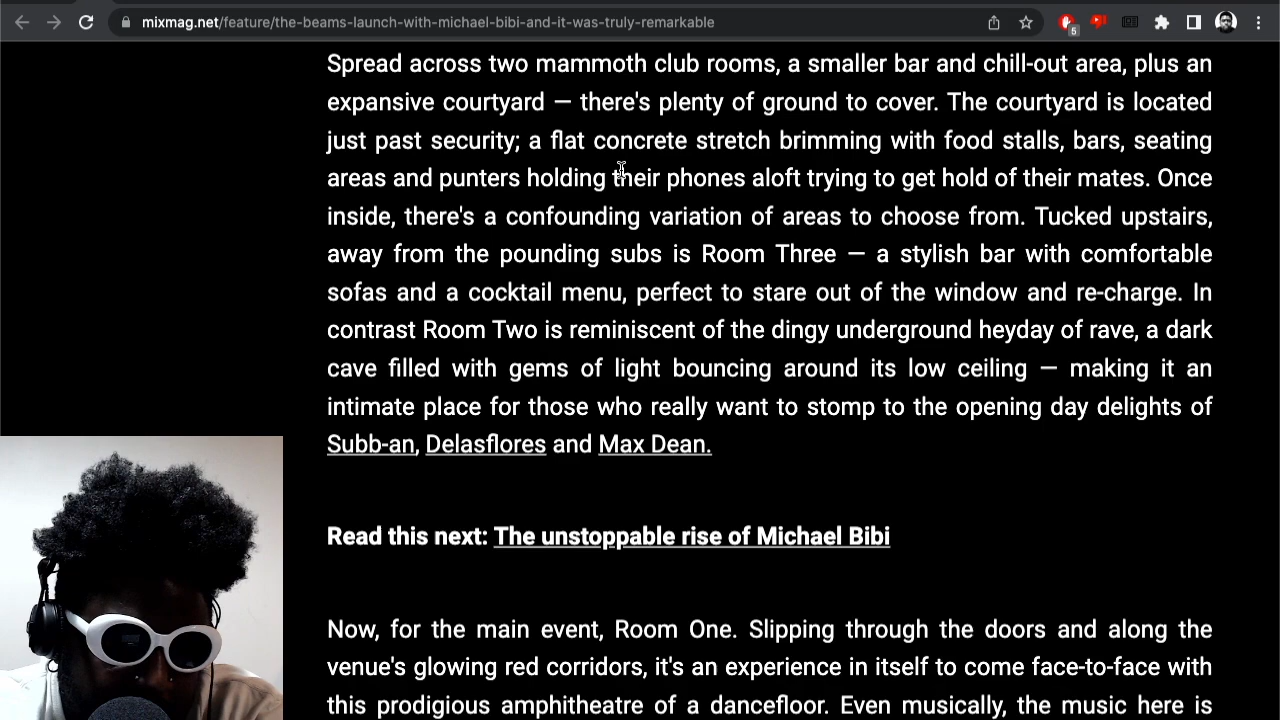 mixmag.net/feature/the-beams-launch-with-michael-bibi-and-it-was-truly-remarkable
5
Spread across two mammoth club rooms, a smaller bar and chill-out area, plus an
expansive courtyard — there's plenty of ground to cover. The courtyard is located
just past security; a flat concrete stretch brimming with food stalls, bars, seating
areas and punters holding their phones aloft trying to get hold of their mates. Once
inside, there's a confounding variation of areas to choose from. Tucked upstairs,
away from the pounding subs is Room Three — a stylish bar with comfortable
sofas and a cocktail menu, perfect to stare out of the window and re-charge. In
contrast Room Two is reminiscent of the dingy underground heyday of rave, a dark
cave filled with gems of light bouncing around its low ceiling — making it an
intimate place for those who really want to stomp to the opening day delights of
Subb-an, Delasflores and Max Dean.
Read this next: The unstoppable rise of Michael Bibi
Now, for the main event, Room One. Slipping through the doors and along the
venue's glowing red corridors, it's an experience in itself to come face-to-face with
this prodigious amphitheatre of a dancefloor. Even musically, the music here is